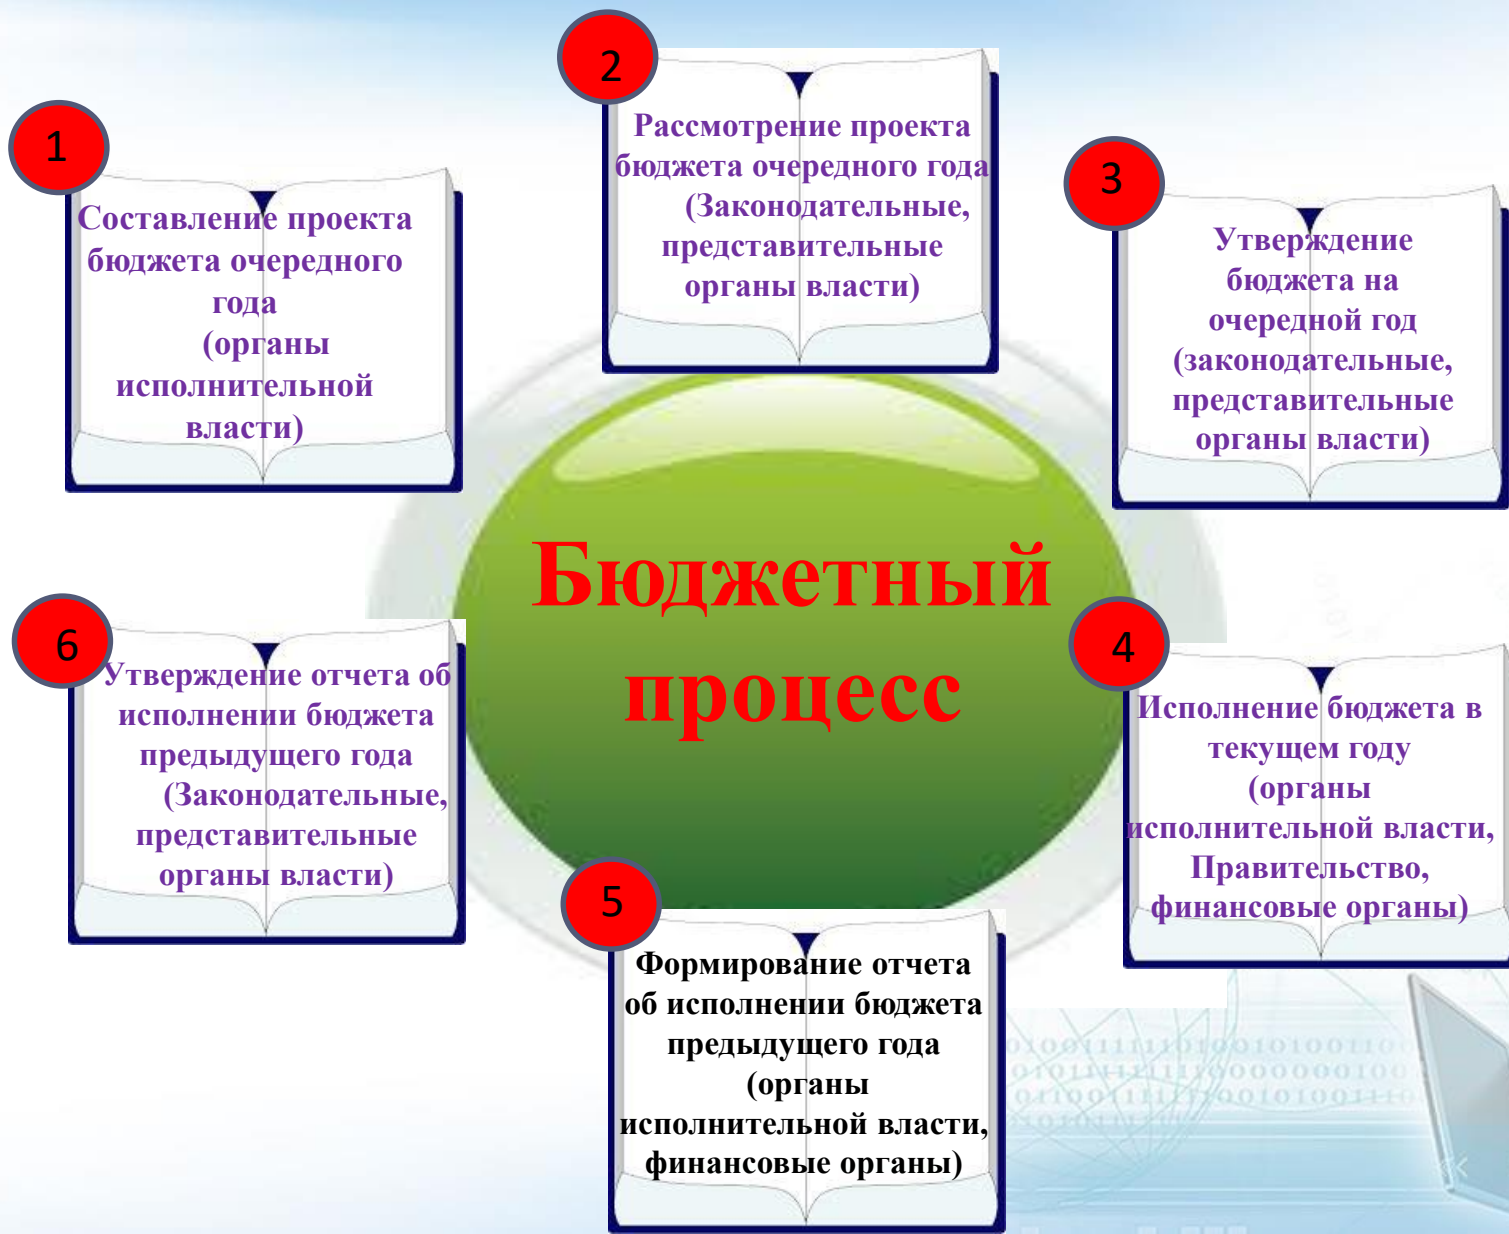 1
Составление проекта
бюджета очередного
года
(органы
исполнительной
власти)
2
Рассмотрение проекта
бюджета очередного года
(Законодательные,
представительные
органы власти)
3
Утверждение
бюджета на
очередной год
(законодательные,
представительные
органы власти)
Бюджетный
процесс
4
Исполнение бюджета в
текущем году
(органы
исполнительной власти,
Правительство,
финансовые органы)
5
Формирование отчета
об исполнении бюджета
предыдущего года
(органы
исполнительной власти,
финансовые органы)
6
Утверждение отчета об
исполнении бюджета
предыдущего года
(Законодательные,
представительные
органы власти)